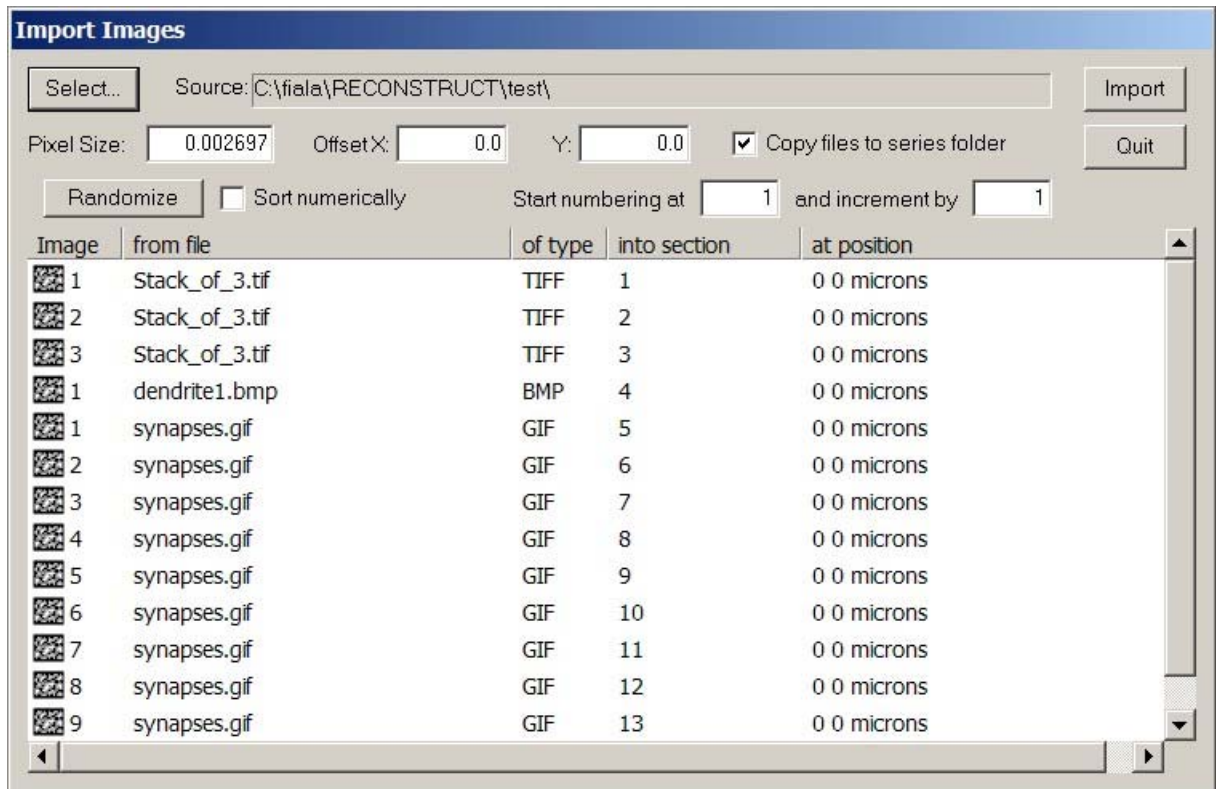 Import Images
Select... Source: C:\fiala\RECONSTRUCT\test\ Import
Pixel Size: 0.002697 Offset X: 0.0 Y: 0.0 Copy files to series folder Quit
Randomize Sort numerically Start numbering at 1 and increment by 1
Image from file of type into section at position
1 Stack_of_3.tif TIFF 1 0 0 microns
2 Stack_of_3.tif TIFF 2 0 0 microns
3 Stack_of_3.tif TIFF 3 0 0 microns
1 dendrite1.bmp BMP 4 0 0 microns
1 synapses.gif GIF 5 0 0 microns
2 synapses.gif GIF 6 0 0 microns
3 synapses.gif GIF 7 0 0 microns
4 synapses.gif GIF 8 0 0 microns
5 synapses.gif GIF 9 0 0 microns
6 synapses.gif GIF 10 0 0 microns
7 synapses.gif GIF 11 0 0 microns
8 synapses.gif GIF 12 0 0 microns
9 synapses.gif GIF 13 0 0 microns